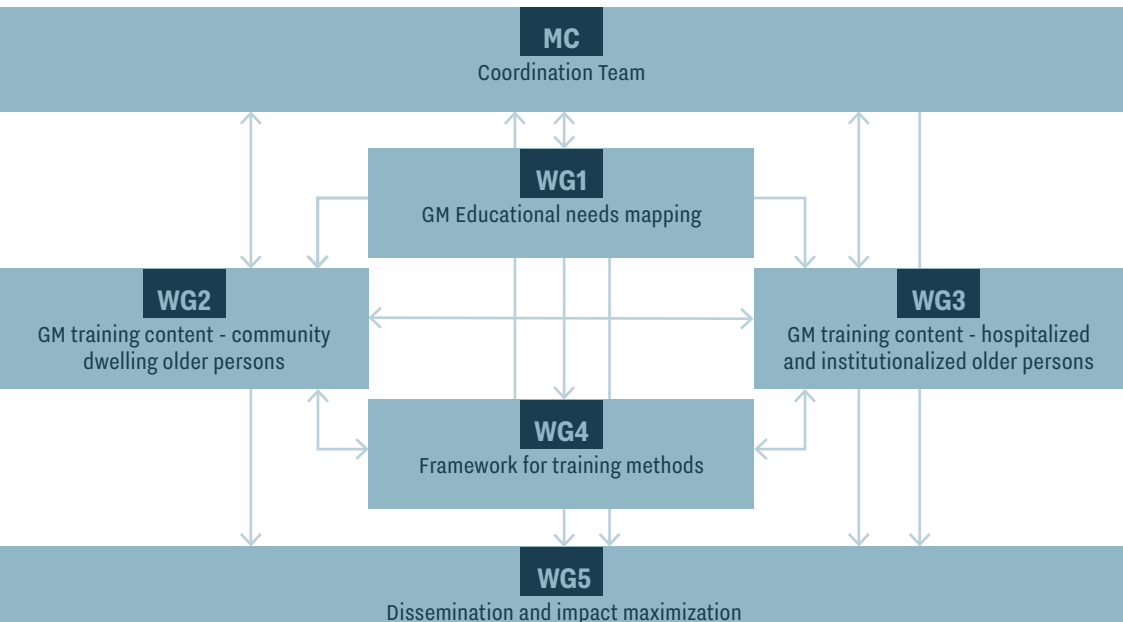 MC
Coordination Team
WG1
GM Educational needs mapping
WG2
GM training content - community
dwelling older persons
WG3
GM training content - hospitalized
and institutionalized older persons
WG4
Framework for training methods
WG5
Dissemination and impact maximization